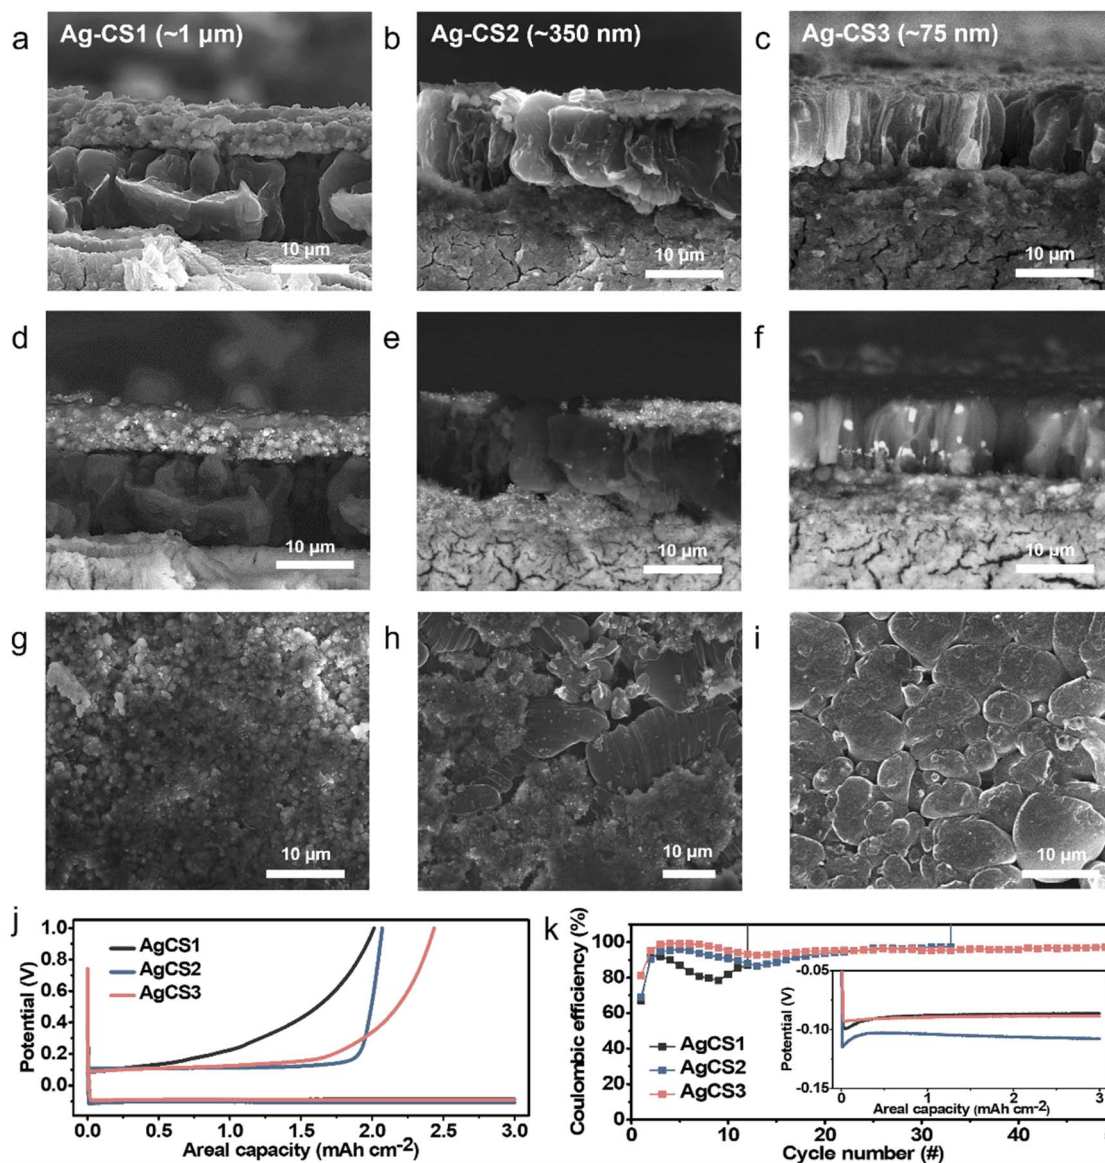 a
Ag-CS1 (~1 μm)
10 μm
b
Ag-CS2 (~350 nm)
10 μm
c
Ag-CS3 (~75 nm)
10 μm
d
10 μm
e
10 μm
f
10 μm
g
10 μm
h
10 μm
i
10 μm
j
Potential (V)
1.0
0.8
0.6
0.4
0.2
0.0
AgCS1
AgCS2
AgCS3
0.0 0.5 1.0 1.5 2.0 2.5 3.0
Areal capacity (mAh cm-2)
k
Coulombic efficiency (%)
100
80
60
40
20
0
AgCS1
AgCS2
AgCS3
0 10 20 30 40
Cycle number (#)
Potential (V)
-0.05
-0.10
-0.15
0 1 2 3
Areal capacity (mAh cm-2)